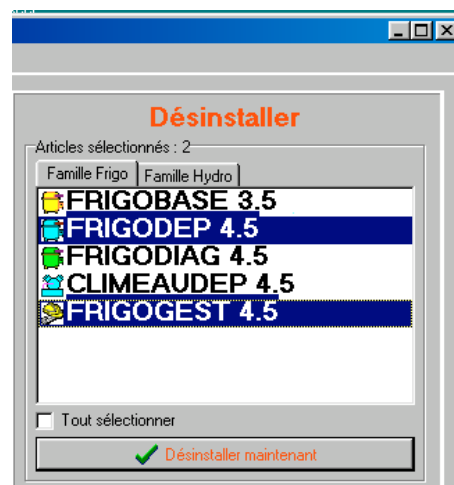 Désinstaller
Articles sélectionnés : 2
Famille Frigo Famille Hydro
FRIGOBASE 3.5
FRIGODEP 4.5
FRIGODIAG 4.5
CLIMEAUDEP 4.5
FRIGOGEST 4.5
Tout sélectionner
Désinstaller maintenant